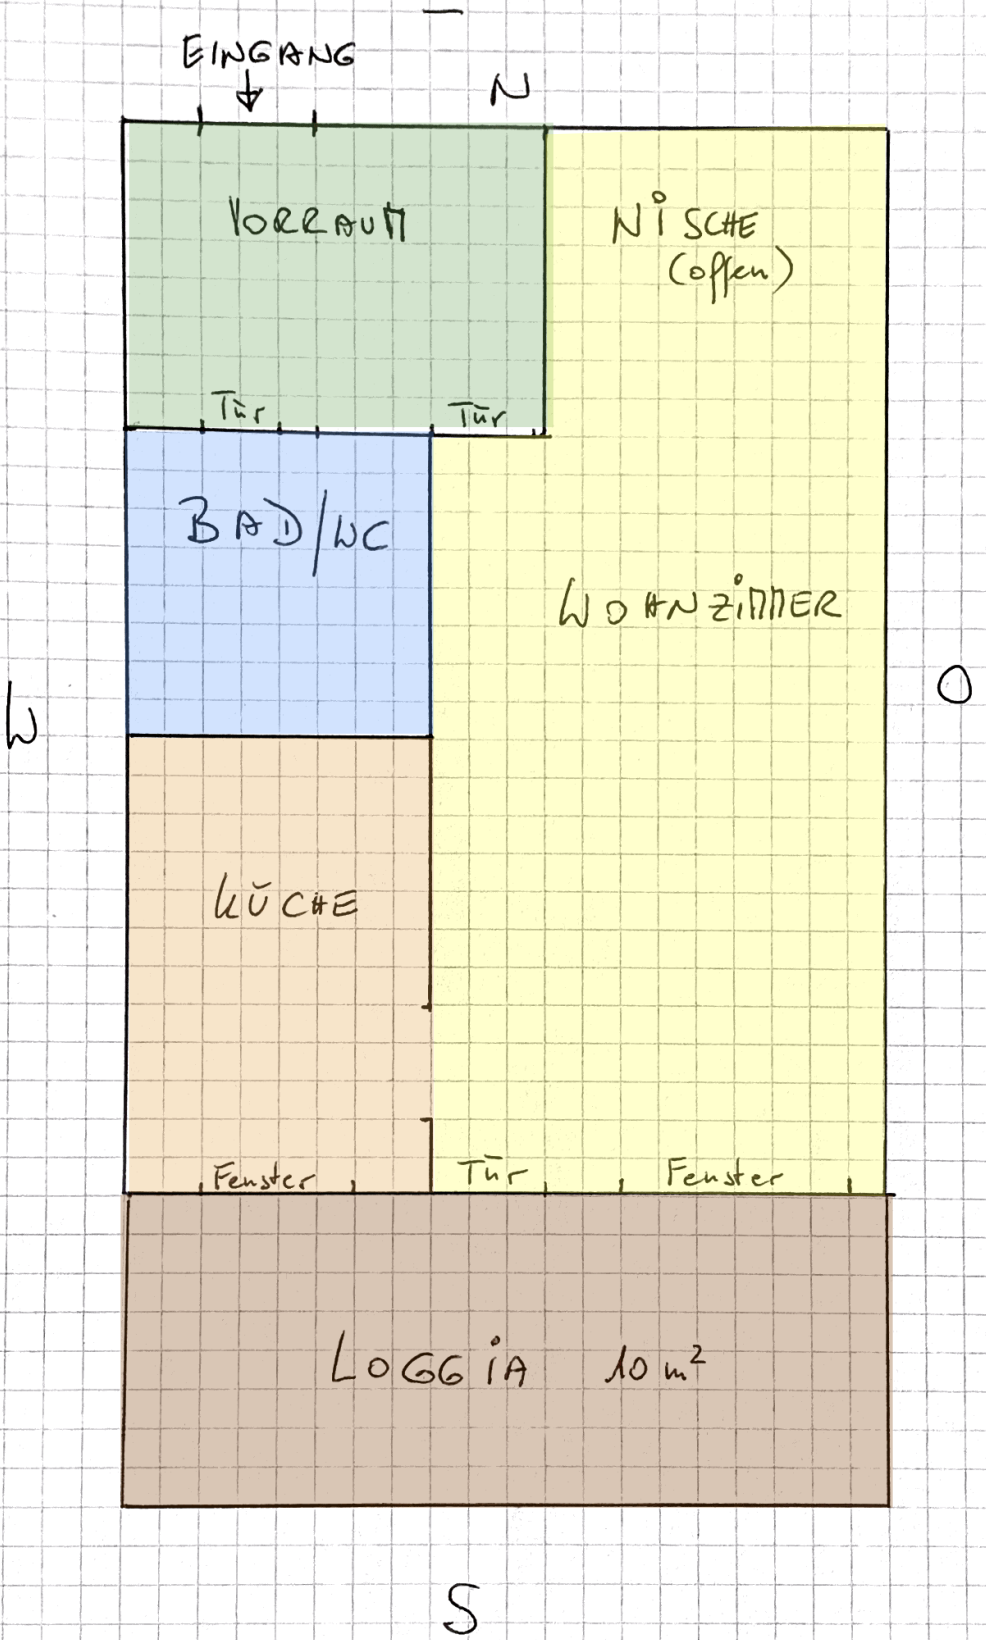 EINGANG
N
VORRAUM
NISCHE
(offen)
Tür
Tür
BAD/WC
WOHNZIMMER
O
W
KÜCHE
Fenster
Tür
Fenster
LOGGIA 10 m²
S